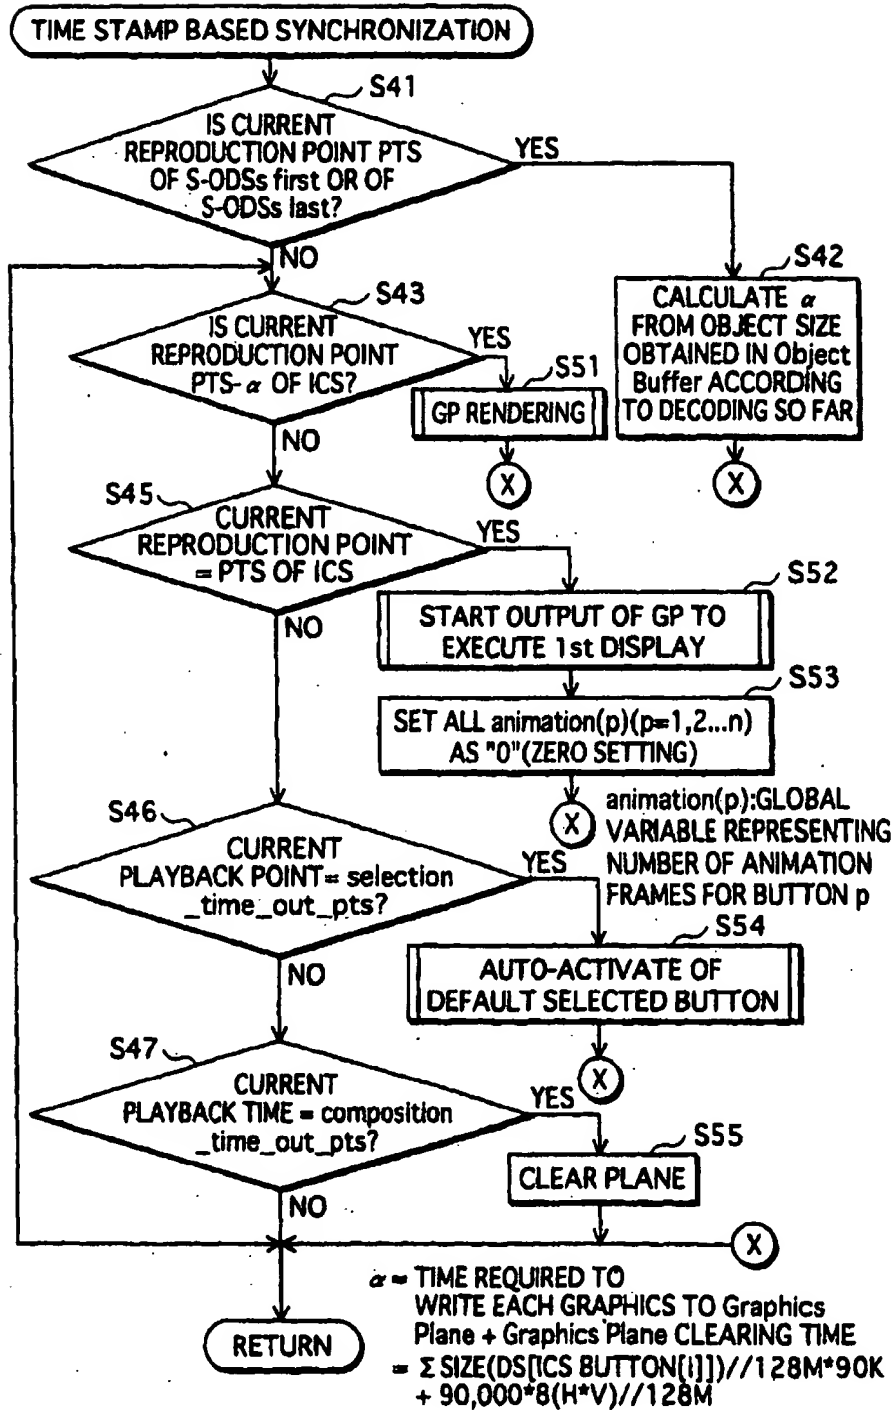 TIME STAMP BASED SYNCHRONIZATION
S41
IS CURRENT
REPRODUCTION POINT PTS
OF S-ODSs first OR OF
S-ODSs last?
YES
NO
S42
CALCULATE α
FROM OBJECT SIZE
OBTAINED IN Object
Buffer ACCORDING
TO DECODING SO FAR
X
S43
IS CURRENT
REPRODUCTION POINT
PTS-α OF ICS?
YES
NO
S51
GP RENDERING
X
S45
CURRENT
REPRODUCTION POINT
= PTS OF ICS
YES
NO
S52
START OUTPUT OF GP TO
EXECUTE 1st DISPLAY
S53
SET ALL animation(p)(p=1,2...n)
AS "0"(ZERO SETTING)
X
animation(p):GLOBAL
VARIABLE REPRESENTING
NUMBER OF ANIMATION
FRAMES FOR BUTTON p
S46
CURRENT
PLAYBACK POINT= selection
_time_out_pts?
YES
NO
S54
AUTO-ACTIVATE OF
DEFAULT SELECTED BUTTON
X
S47
CURRENT
PLAYBACK TIME = composition
_time_out_pts?
YES
NO
S55
CLEAR PLANE
X
RETURN
α = TIME REQUIRED TO
WRITE EACH GRAPHICS TO Graphics
Plane + Graphics Plane CLEARING TIME
= Σ SIZE(DS[ICS BUTTON[i]])//128M*90K
+ 90,000*8(H*V)//128M